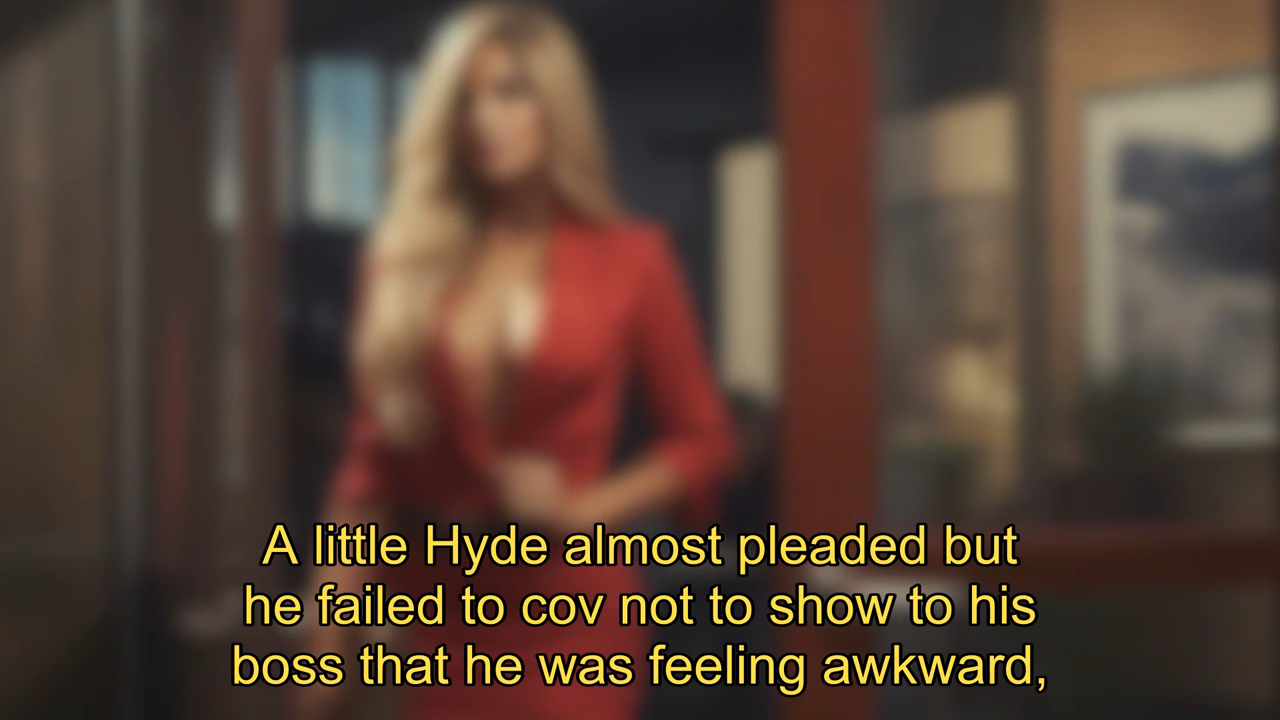 A little Hyde almost pleaded but
he failed to cov not to show to his
boss that he was feeling awkward,